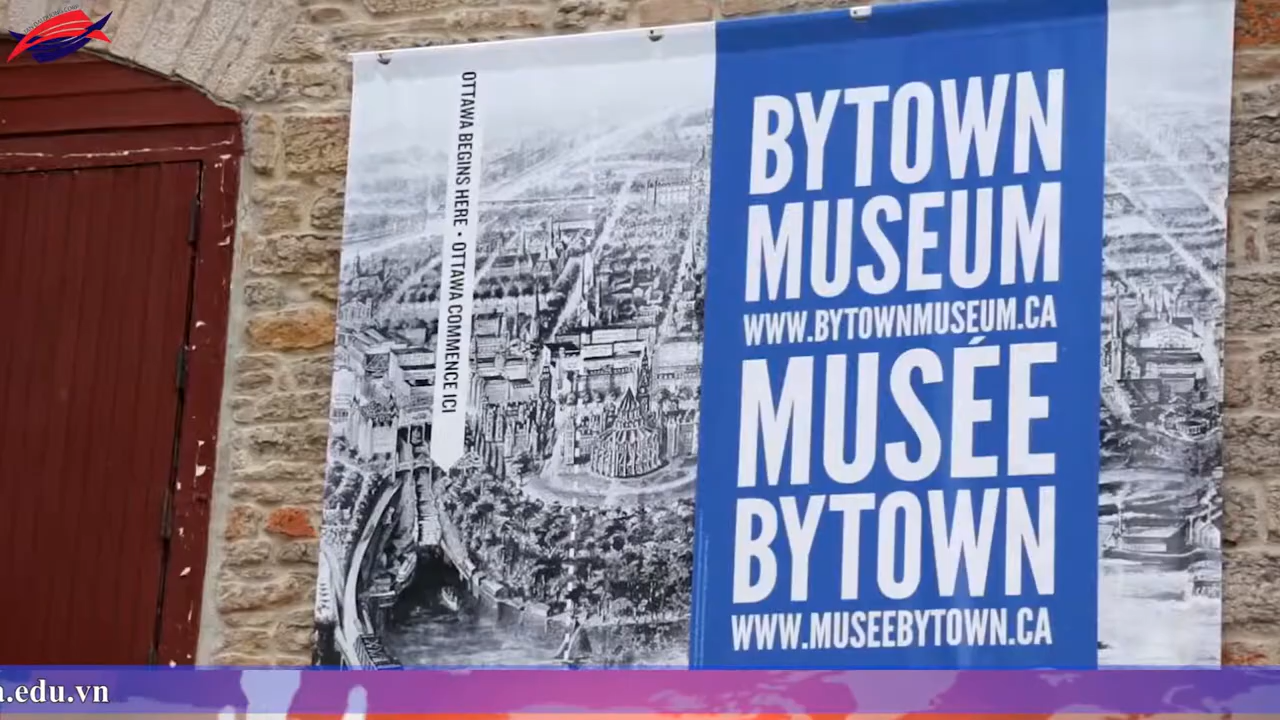 OTTAWA BEGINS HERE • OTTAWA COMMENCE ICI
BYTOWN
MUSEUM
WWW.BYTOWNMUSEUM.CA
MUSÉE
BYTOWN
WWW.MUSEEBYTOWN.CA
a.edu.vn